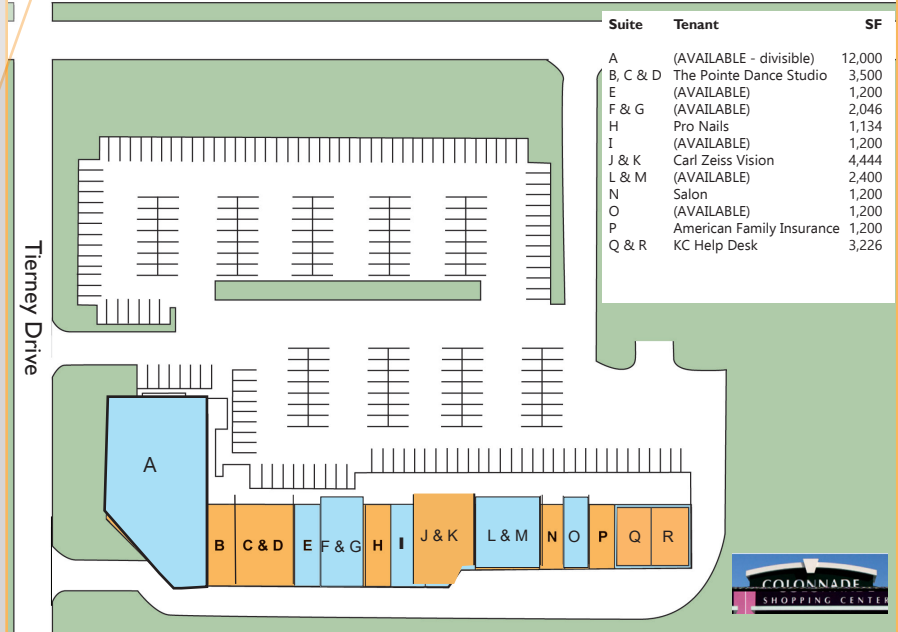 Suite Tenant SF
A (AVAILABLE - divisible) 12,000
B, C & D The Pointe Dance Studio 3,500
E (AVAILABLE) 1,200
F & G (AVAILABLE) 2,046
H Pro Nails 1,134
I (AVAILABLE) 1,200
J & K Carl Zeiss Vision 4,444
L & M (AVAILABLE) 2,400
N Salon 1,200
O (AVAILABLE) 1,200
P American Family Insurance 1,200
Q & R KC Help Desk 3,226
Tierney Drive
A
B C & D E F & G H I J & K L & M N O P Q R
COLONNADE
SHOPPING CENTER